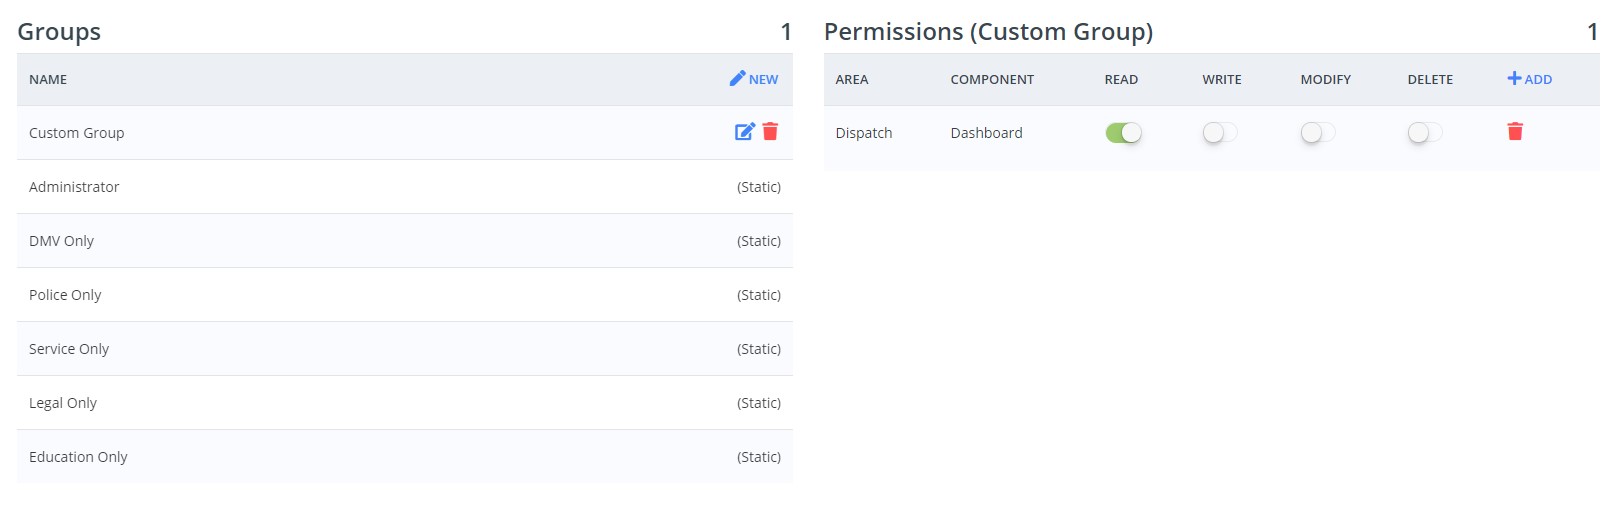 Groups 1
NAME NEW
Custom Group
Administrator (Static)
DMV Only (Static)
Police Only (Static)
Service Only (Static)
Legal Only (Static)
Education Only (Static)
Permissions (Custom Group) 1
AREA COMPONENT READ WRITE MODIFY DELETE ADD
Dispatch Dashboard